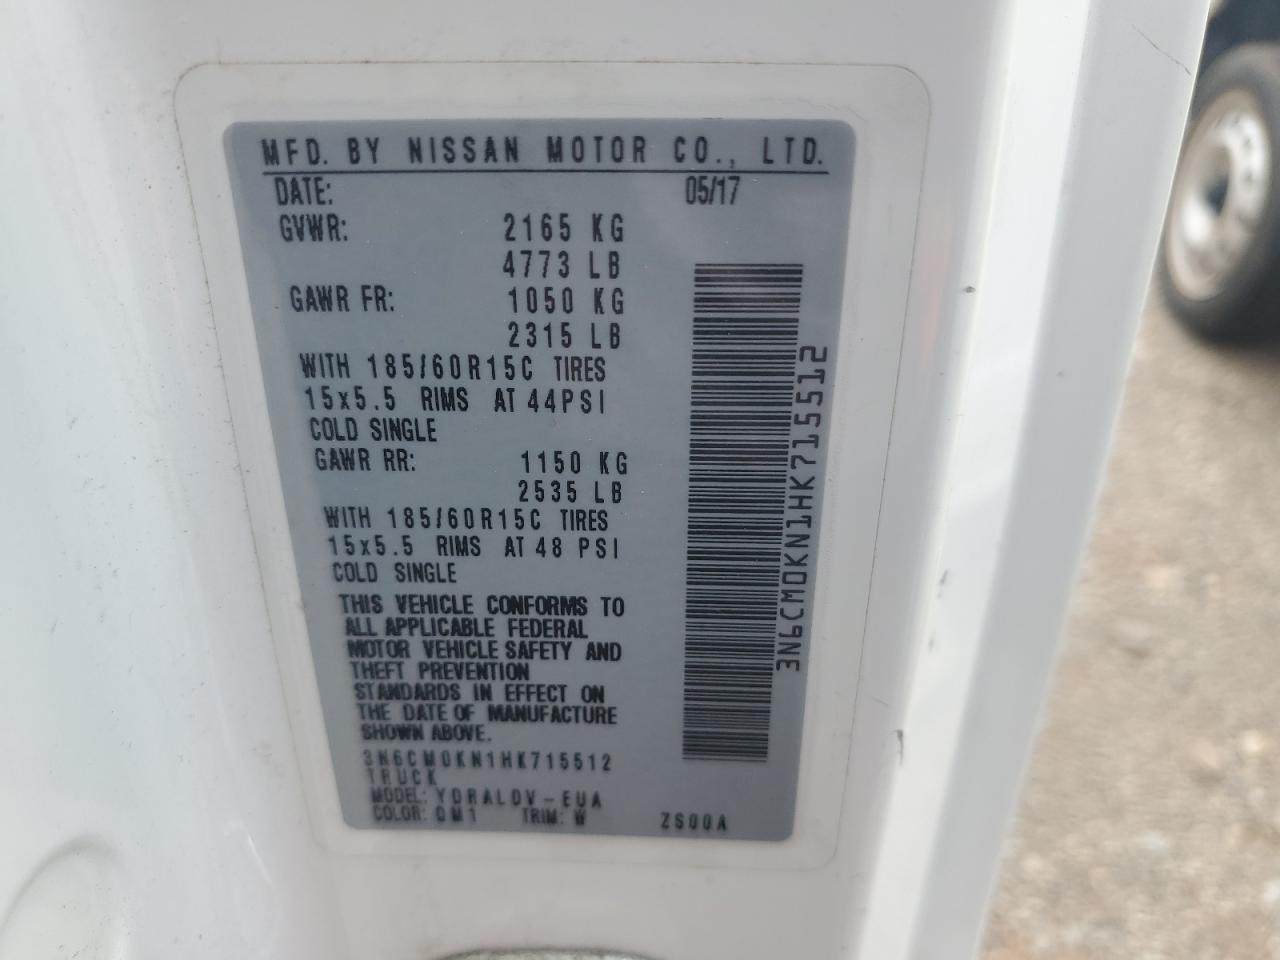 MFD. BY NISSAN MOTOR CO., LTD.
DATE: 05/17
GVWR: 2165 KG
4773 LB
GAWR FR: 1050 KG
2315 LB
WITH 185/60R15C TIRES
15x5.5 RIMS AT 44PSI
COLD SINGLE
GAWR RR: 1150 KG
2535 LB
WITH 185/60R15C TIRES
15x5.5 RIMS AT 48 PSI
COLD SINGLE
THIS VEHICLE CONFORMS TO
ALL APPLICABLE FEDERAL
MOTOR VEHICLE SAFETY AND
THEFT PREVENTION
STANDARDS IN EFFECT ON
THE DATE OF MANUFACTURE
SHOWN ABOVE.
3N6CM0KN1HK715512
TRUCK
MODEL: YDRALDV-EUA
COLOR: QM1 TRIM: W ZS00A
3N6CM0KN1HK715512